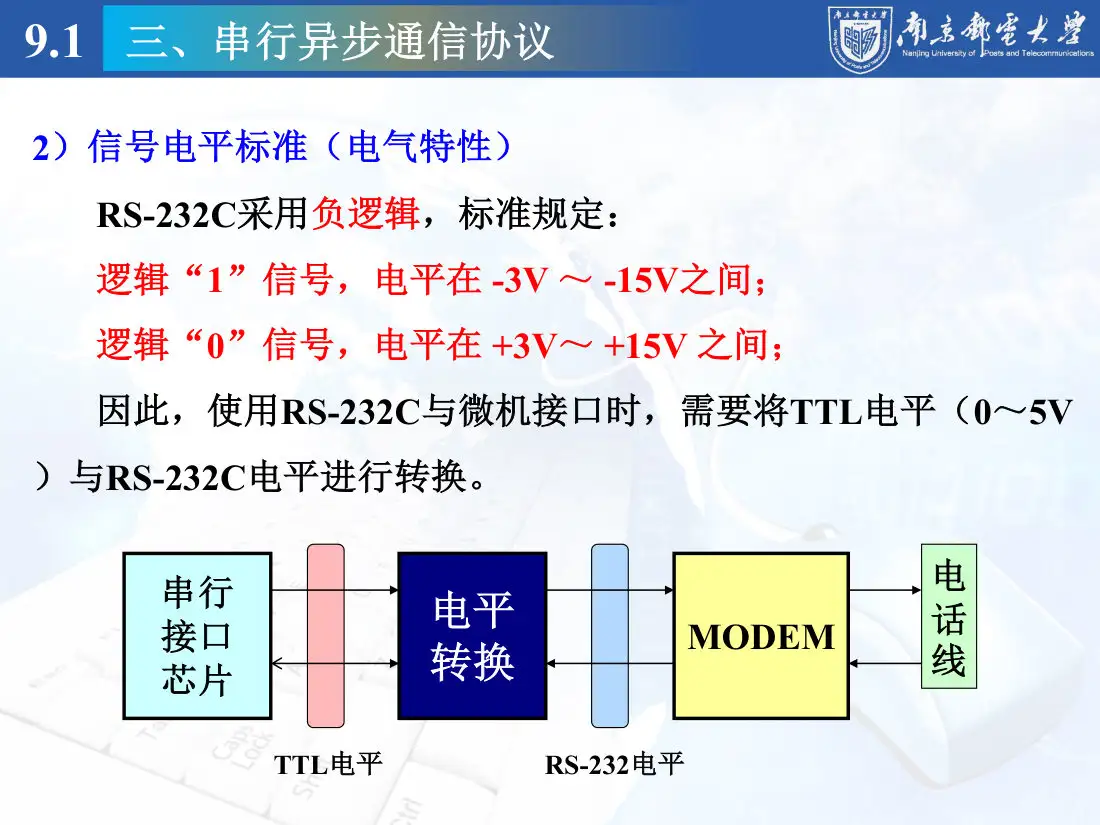 9.1 三、串行异步通信协议
南京邮电大学
Nanjing University of Posts and Telecommunications
2）信号电平标准（电气特性）
RS-232C采用负逻辑，标准规定：
逻辑“1”信号，电平在 -3V ～ -15V之间；
逻辑“0”信号，电平在 +3V～ +15V 之间；
因此，使用RS-232C与微机接口时，需要将TTL电平（0～5V
）与RS-232C电平进行转换。
串行
接口
芯片
电平
转换
MODEM
电
话
线
TTL电平
RS-232电平
Caps
Lock
Ctrl